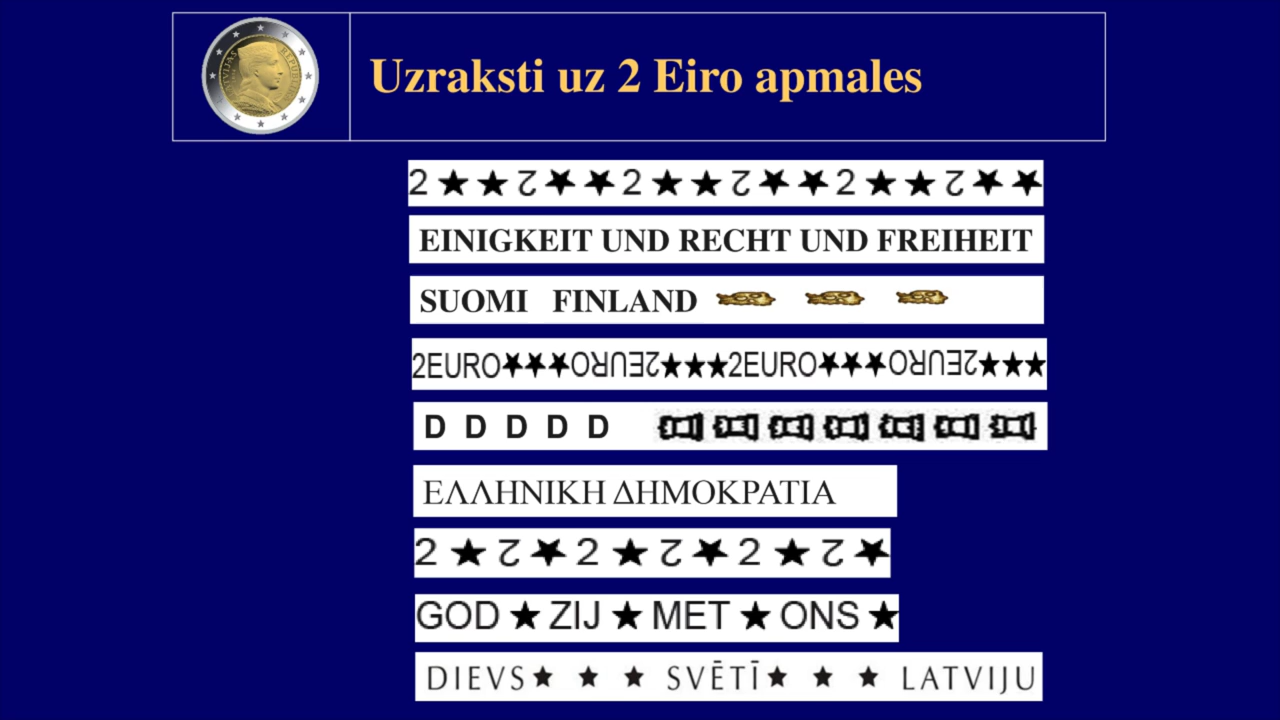 Uzraksti uz 2 Eiro apmales
2 ★ ★ 2 ★ ★ 2 ★ ★ 2 ★ ★ 2 ★ ★ 2 ★ ★
EINIGKEIT UND RECHT UND FREIHEIT
SUOMI FINLAND
2EURO★★★2EURO★★★2EURO★★★2EURO★★★
D D D D D
ΕΛΛΗΝΙΚΗ ΔΗΜΟΚΡΑΤΙΑ
2 ★ 2 ★ 2 ★ 2 ★ 2 ★ 2 ★
GOD ★ ZIJ ★ MET ★ ONS ★
DIEVS ★ ★ ★ SVĒTĪ ★ ★ ★ LATVIJU